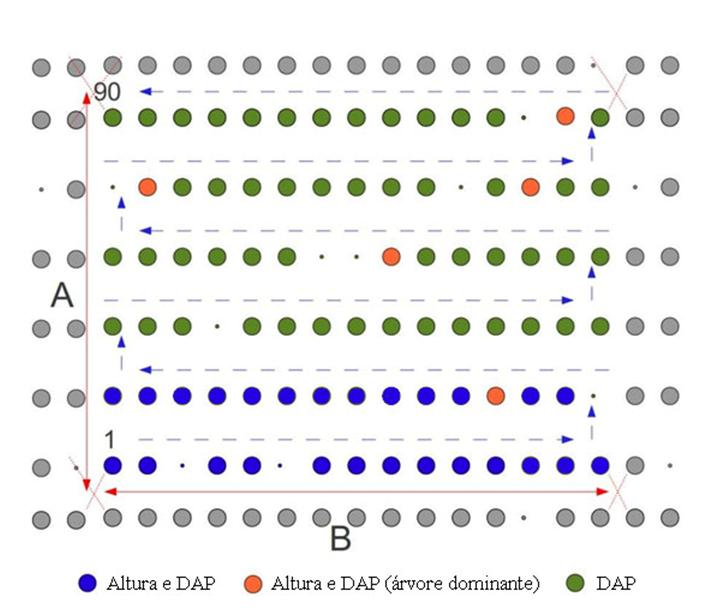 90
A
1
B
Altura e DAP
Altura e DAP (árvore dominante)
DAP